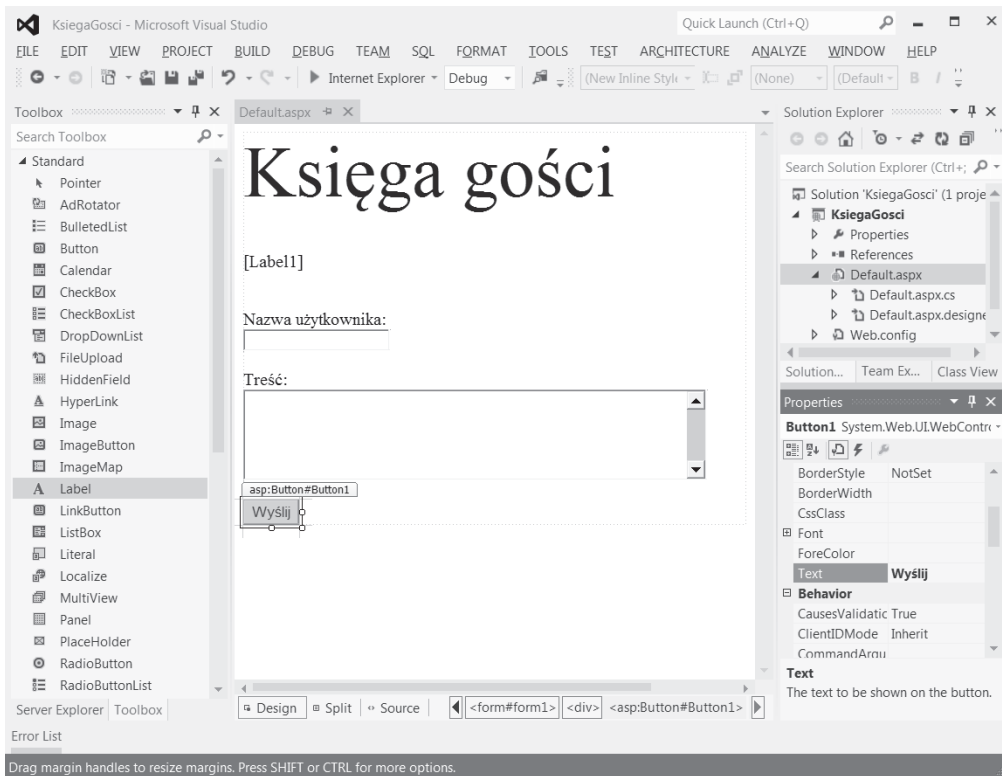 KsiegaGosci - Microsoft Visual Studio
Quick Launch (Ctrl+Q)
FILE EDIT VIEW PROJECT BUILD DEBUG TEAM SQL FORMAT TOOLS TEST ARCHITECTURE ANALYZE WINDOW HELP
Internet Explorer Debug (New Inline Style (None) (Default B I
Toolbox
Search Toolbox
Standard
Pointer
AdRotator
BulletedList
Button
Calendar
CheckBox
CheckBoxList
DropDownList
FileUpload
HiddenField
HyperLink
Image
ImageButton
ImageMap
Label
LinkButton
ListBox
Literal
Localize
MultiView
Panel
PlaceHolder
RadioButton
RadioButtonList
Server Explorer Toolbox
Default.aspx
Księga gości
[Label1]
Nazwa użytkownika:
Treść:
asp:Button#Button1
Wyślij
Design Split Source <form#form1> <div> <asp:Button#Button1>
Solution Explorer
Search Solution Explorer (Ctrl+;
Solution 'KsiegaGosci' (1 proje
KsiegaGosci
Properties
References
Default.aspx
Default.aspx.cs
Default.aspx.designe
Web.config
Solution... Team Ex... Class View
Properties
Button1 System.Web.UI.WebContro
BorderStyle NotSet
BorderWidth
CssClass
Font
ForeColor
Text Wyślij
Behavior
CausesValidatic True
ClientIDMode Inherit
CommandArgu
Text
The text to be shown on the button.
Error List
Drag margin handles to resize margins. Press SHIFT or CTRL for more options.